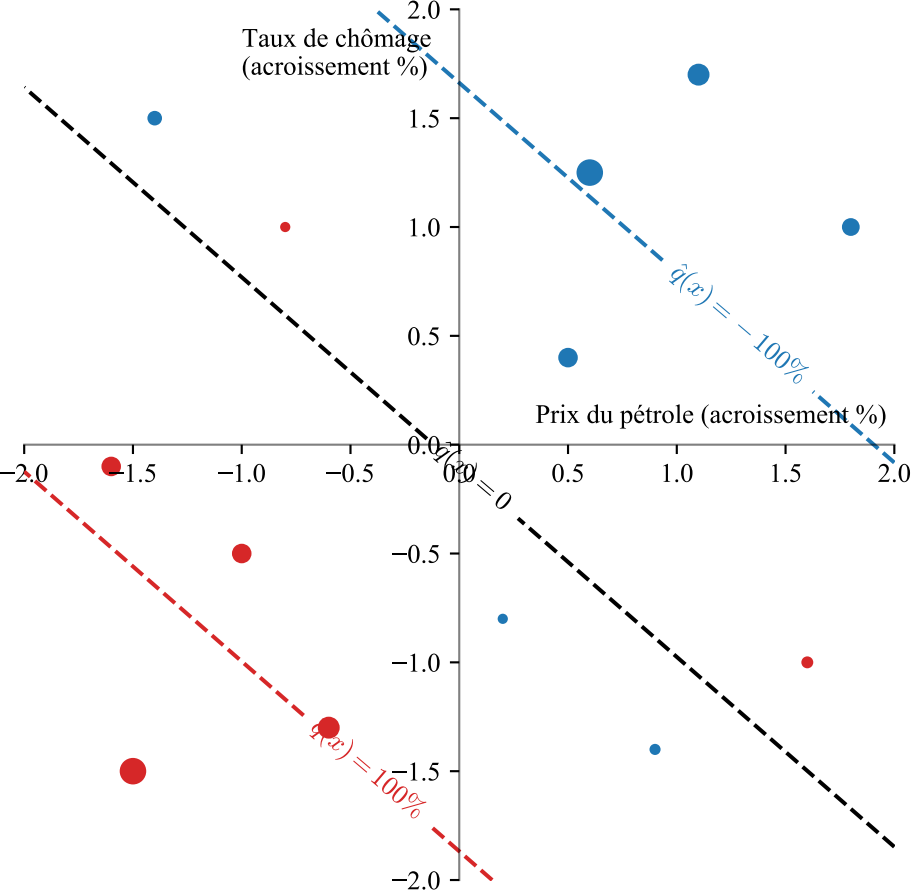 2.0
Taux de chômage
(acroissement %)
1.5
1.0
q̂(x) = −100%
0.5
Prix du pétrole (acroissement %)
0.0
−2.0 −1.5 −1.0 −0.5 0.0 0.5 1.0 1.5 2.0
q̂(x) = 0
−0.5
−1.0
q̂(x) = 100%
−1.5
−2.0